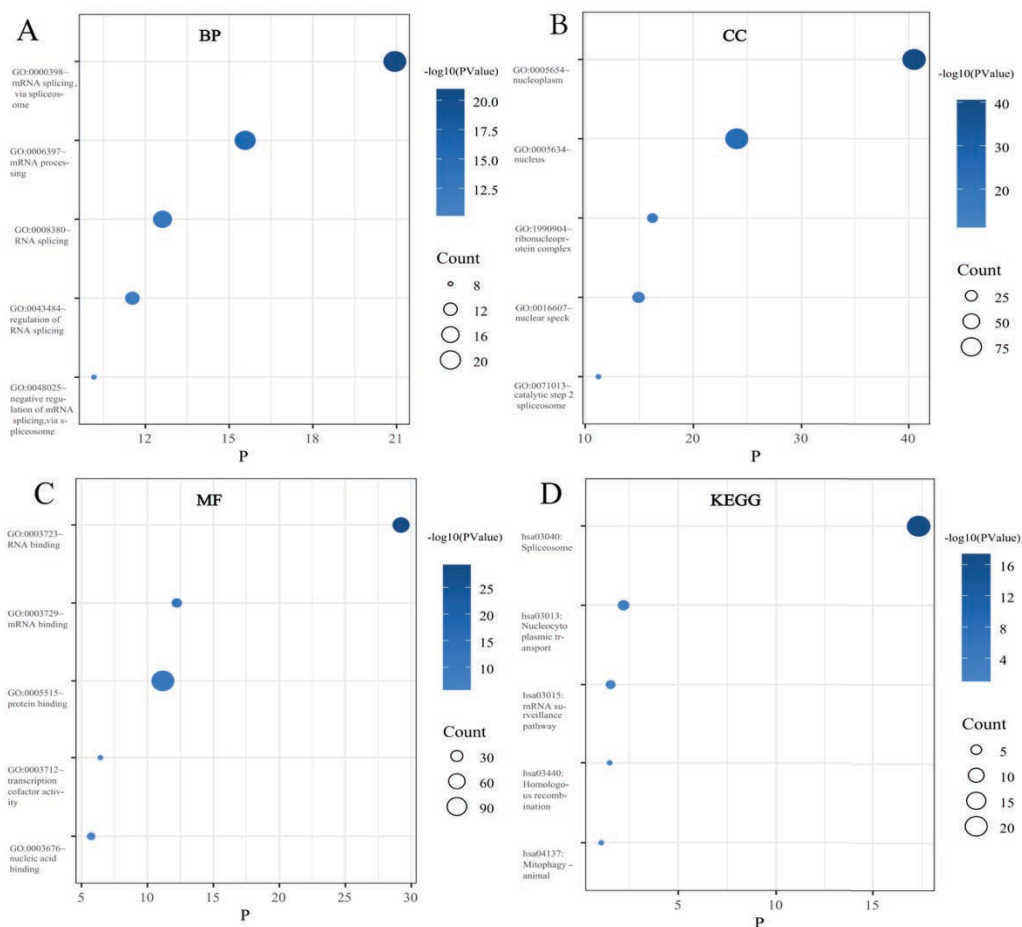 A
BP
GO:0000398~
mRNA splicing,
via spliceos-
ome
GO:0006397~
mRNA proces-
sing
GO:0008380~
RNA splicing
GO:0043484~
regulation of
RNA splicing
GO:0048025~
negative regu-
lation of mRNA
splicing,via s-
pliceosome
12
15
18
21
P
-log10(PValue)
20.0
17.5
15.0
12.5
Count
8
12
16
20
B
CC
GO:0005654~
nucleoplasm
GO:0005634~
nucleus
GO:1990904~
ribonucleopr-
otein complex
GO:0016607~
nuclear speck
GO:0071013~
catalytic step 2
spliceosome
10
20
30
40
P
-log10(PValue)
40
30
20
Count
25
50
75
C
MF
GO:0003723~
RNA binding
GO:0003729~
mRNA binding
GO:0005515~
protein binding
GO:0003712~
transcription
cofactor activ-
ity
GO:0003676~
nucleic acid
binding
5
10
15
20
25
30
P
-log10(PValue)
25
20
15
10
Count
30
60
90
D
KEGG
hsa03040:
Spliceosome
hsa03013:
Nucleocyto
plasmic tr-
ansport
hsa03015:
mRNA su-
rveillance
pathway
hsa03440:
Homologo-
us recomb-
ination
hsa04137:
Mitophagy -
animal
5
10
15
P
-log10(PValue)
16
12
8
4
Count
5
10
15
20